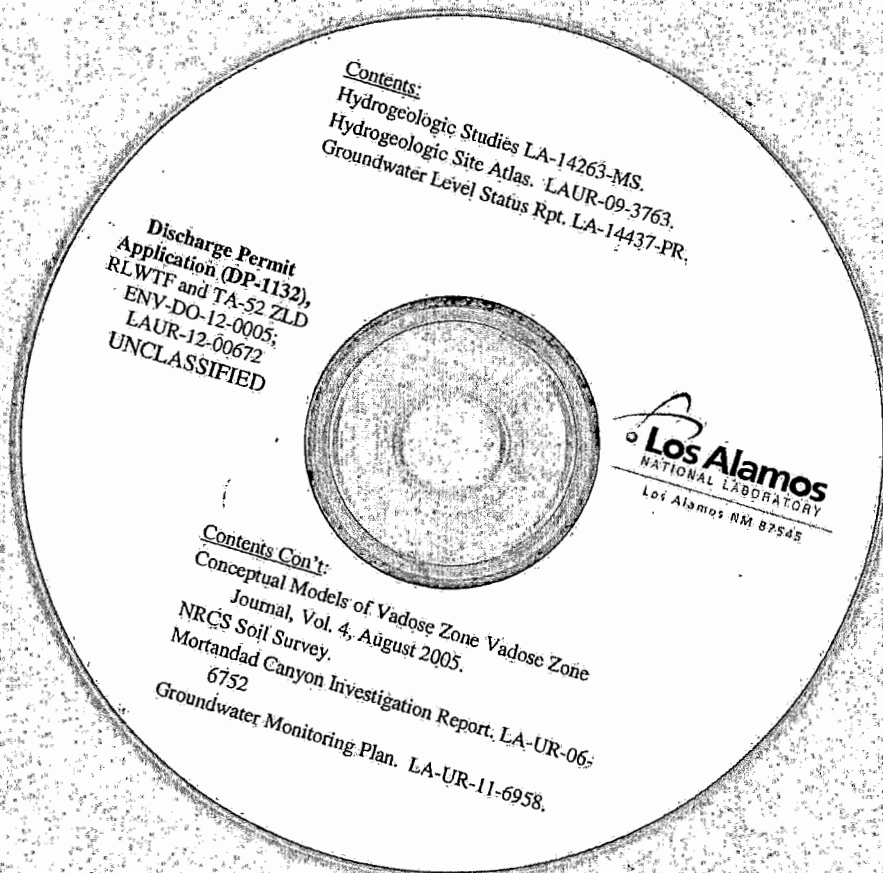 Contents:
Hydrogeologic Studies LA-14263-MS.
Hydrogeologic Site Atlas. LAUR-09-3763.
Groundwater Level Status Rpt. LA-14437-PR.
Discharge Permit
Application (DP-1132),
RLWTF and TA-52 ZLD
ENV-DO-12-0005;
LAUR-12-00672
UNCLASSIFIED
Los Alamos
NATIONAL LABORATORY
Los Alamos NM 87545
Contents Con't:
Conceptual Models of Vadose Zone Vadose Zone
Journal, Vol. 4, August 2005.
NRCS Soil Survey.
Mortandad Canyon Investigation Report. LA-UR-06-
6752
Groundwater Monitoring Plan. LA-UR-11-6958.